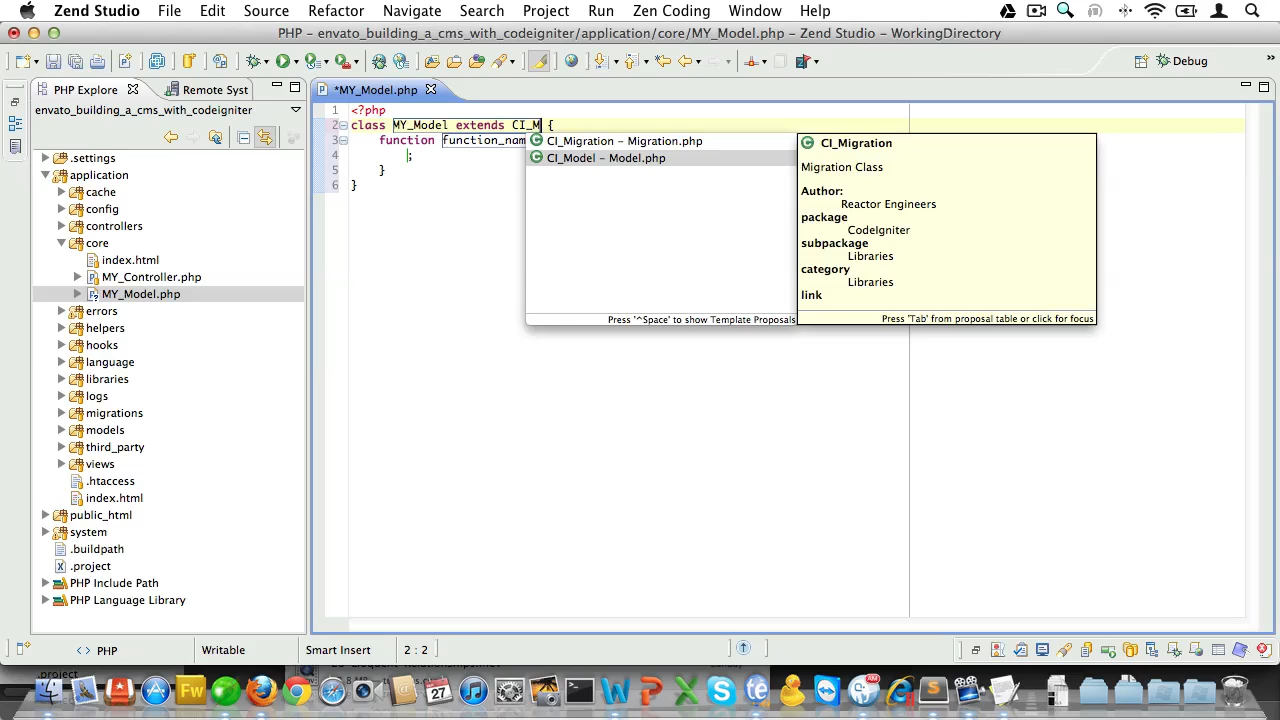 Zend Studio File Edit Source Refactor Navigate Search Project Run Zen Coding Window Help
PHP - envato_building_a_cms_with_codeigniter/application/core/MY_Model.php - Zend Studio - WorkingDirectory
Debug
PHP Explore
Remote Syst
*MY_Model.php
envato_building_a_cms_with_codeigniter
.settings
application
cache
config
controllers
core
index.html
MY_Controller.php
MY_Model.php
errors
helpers
hooks
language
libraries
logs
migrations
models
third_party
views
.htaccess
index.html
public_html
system
.buildpath
.project
PHP Include Path
PHP Language Library
1 <?php
2 class MY_Model extends CI_M {
3 function function_nam
4 ;
5 }
6 }
CI_Migration - Migration.php
CI_Model - Model.php
Press '^Space' to show Template Proposals
CI_Migration
Migration Class
Author:
Reactor Engineers
package
CodeIgniter
subpackage
Libraries
category
Libraries
link
Press 'Tab' from proposal table or click for focus
<> PHP
Writable
Smart Insert
2 : 2
.project
Fw
27
AM